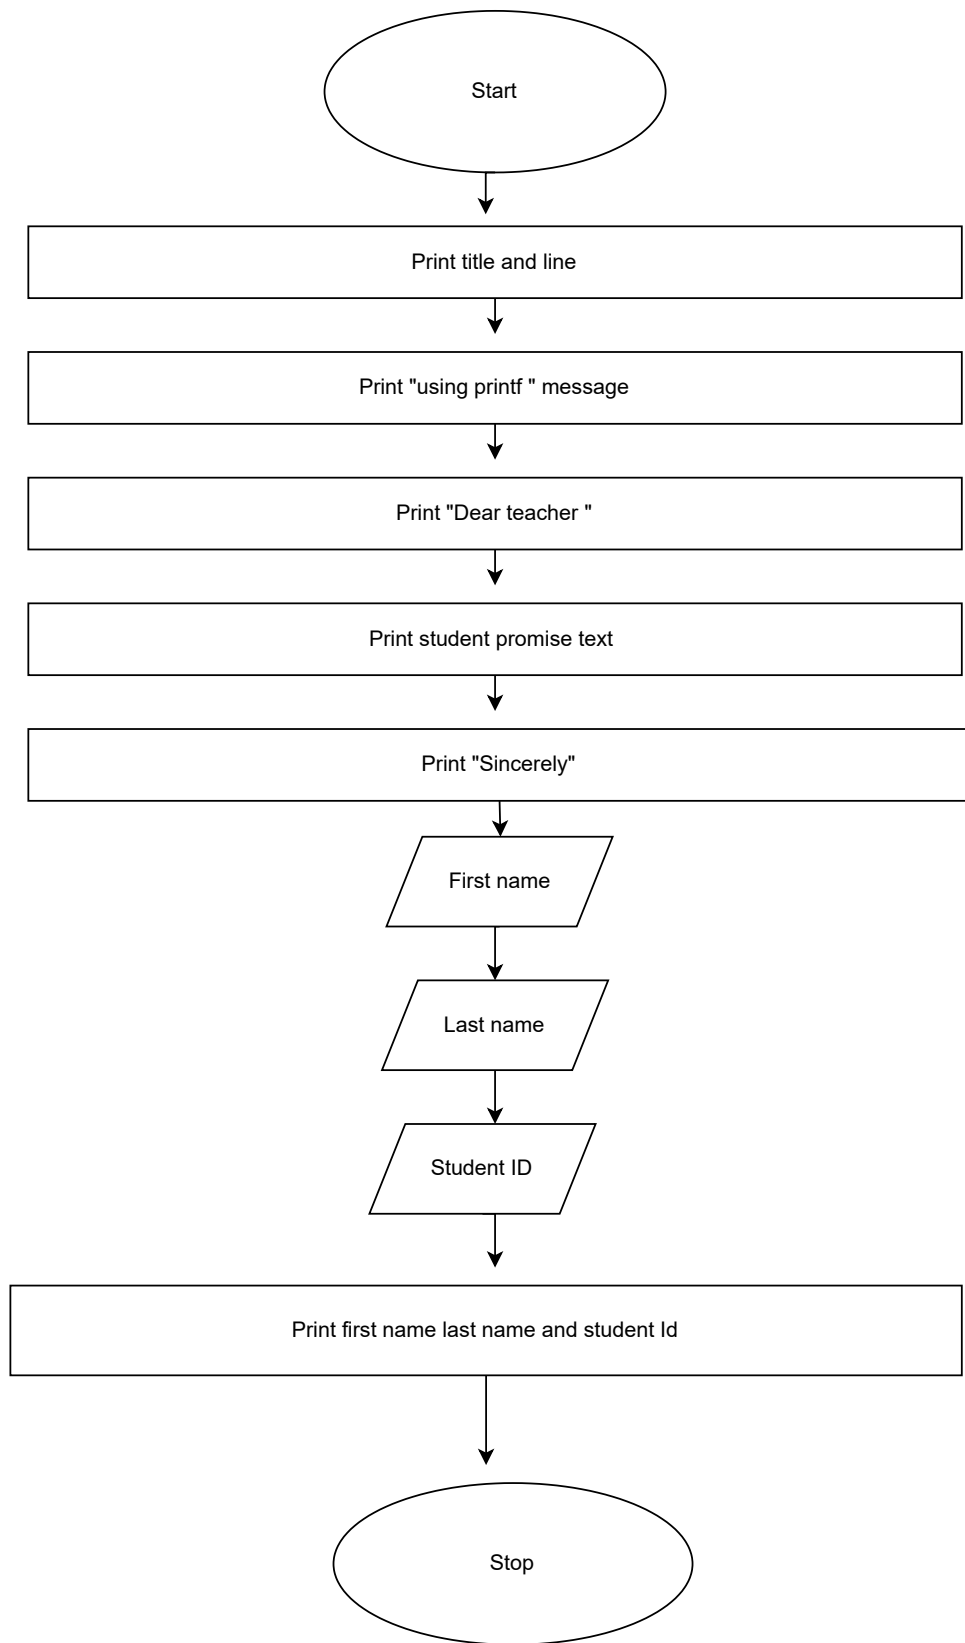 Start
Print title and line
Print "using printf " message
Print "Dear teacher "
Print student promise text
Print "Sincerely"
First name
Last name
Student ID
Print first name last name and student Id
Stop